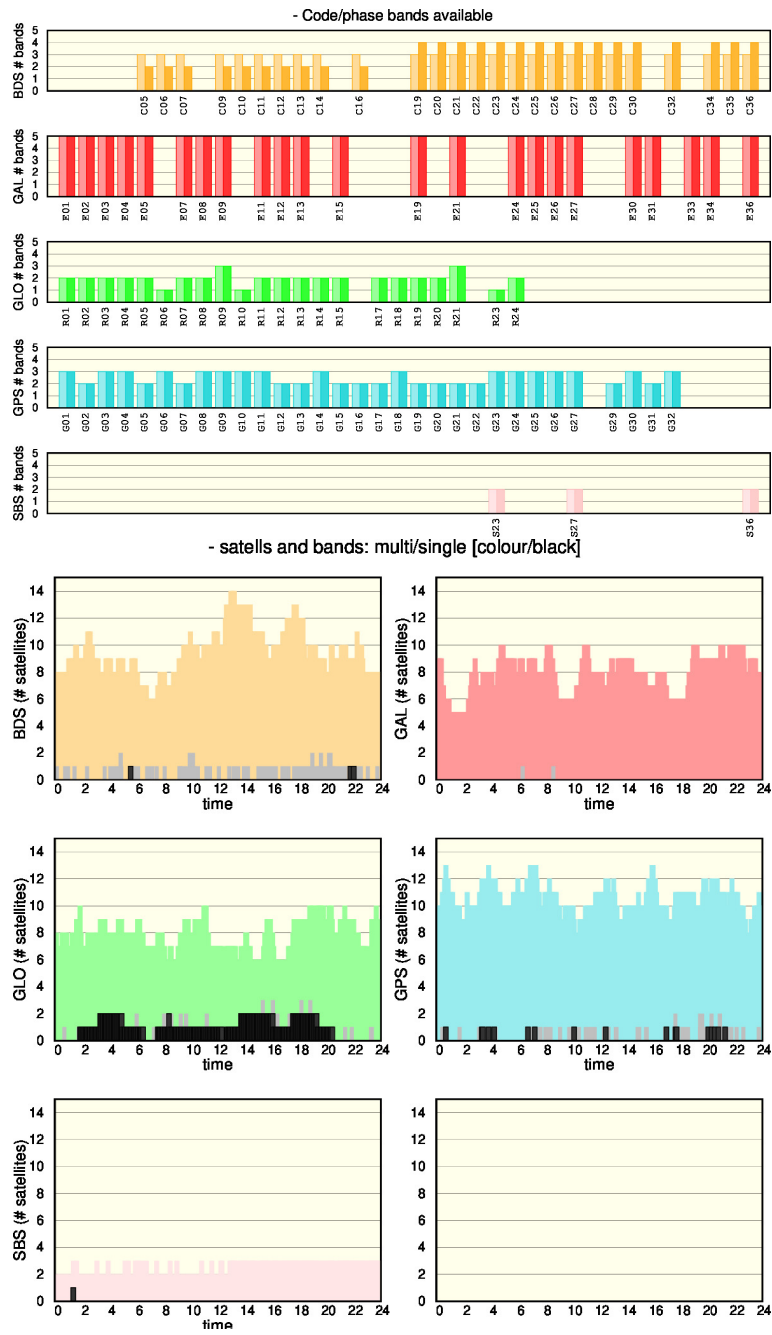 - Code/phase bands available
BDS # bands
5
4
3
2
1
0
C05 C06 C07 C09 C10 C11 C12 C13 C14 C16 C19 C20 C21 C22 C23 C24 C25 C26 C27 C28 C29 C30 C32 C34 C35 C36
GAL # bands
5
4
3
2
1
0
E01 E02 E03 E04 E05 E07 E08 E09 E11 E12 E13 E15 E19 E21 E24 E25 E26 E27 E30 E31 E33 E34 E36
GLO # bands
5
4
3
2
1
0
R01 R02 R03 R04 R05 R06 R07 R08 R09 R10 R11 R12 R13 R14 R15 R17 R18 R19 R20 R21 R23 R24
GPS # bands
5
4
3
2
1
0
G01 G02 G03 G04 G05 G06 G07 G08 G09 G10 G11 G12 G13 G14 G15 G16 G17 G18 G19 G20 G21 G22 G23 G24 G25 G26 G27 G29 G30 G31 G32
SBS # bands
5
4
3
2
1
0
S23 S27 S36
- satells and bands: multi/single [colour/black]
BDS (# satellites)
14
12
10
8
6
4
2
0
0 2 4 6 8 10 12 14 16 18 20 22 24
time
GAL (# satellites)
14
12
10
8
6
4
2
0
0 2 4 6 8 10 12 14 16 18 20 22 24
time
GLO (# satellites)
14
12
10
8
6
4
2
0
0 2 4 6 8 10 12 14 16 18 20 22 24
time
GPS (# satellites)
14
12
10
8
6
4
2
0
0 2 4 6 8 10 12 14 16 18 20 22 24
time
SBS (# satellites)
14
12
10
8
6
4
2
0
0 2 4 6 8 10 12 14 16 18 20 22 24
time
14
12
10
8
6
4
2
0
0 2 4 6 8 10 12 14 16 18 20 22 24